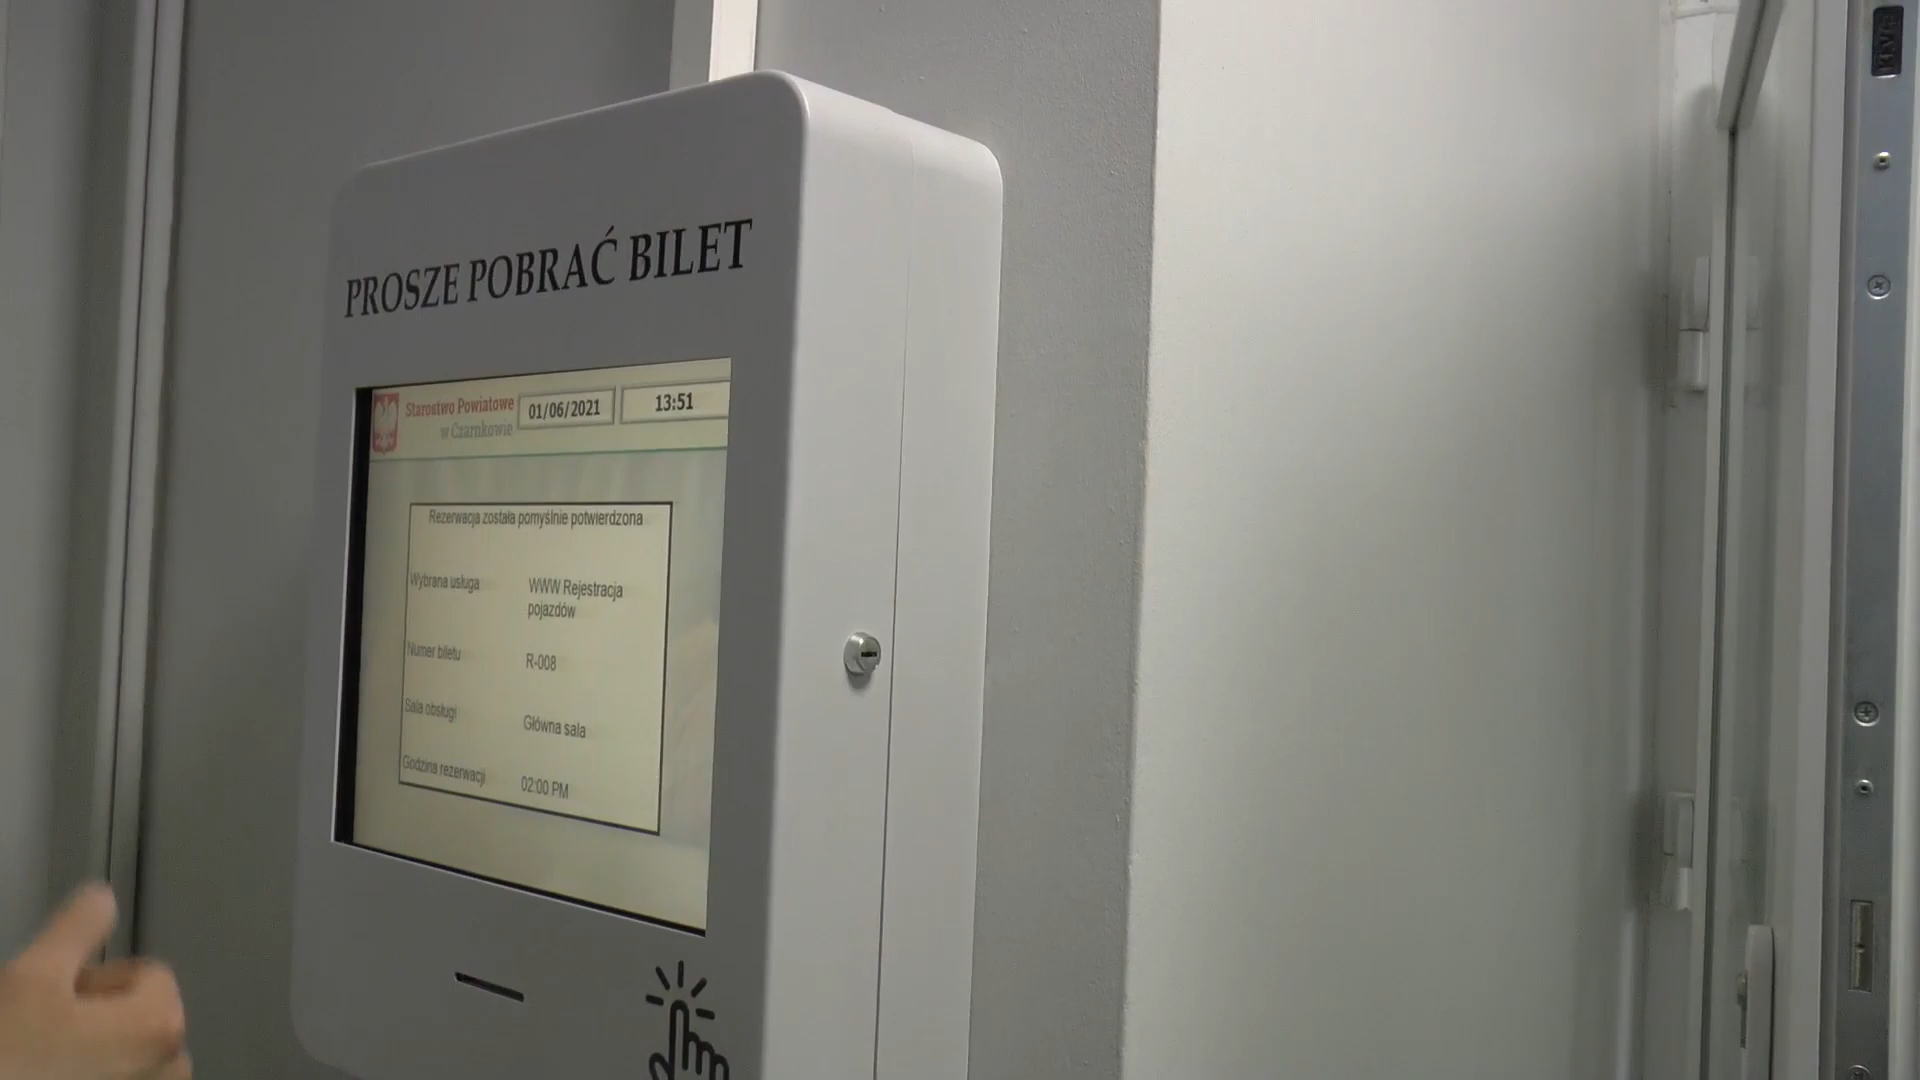 PROSZE POBRAĆ BILET
Starostwo Powiatowe
w Czarnkowie
01/06/2021
13:51
Rezerwacja została pomyślnie potwierdzona
Wybrana usługa
WWW Rejestracja
pojazdów
Numer biletu
R-008
Sala obsługi
Główna sala
Godzina rezerwacji
02:00 PM